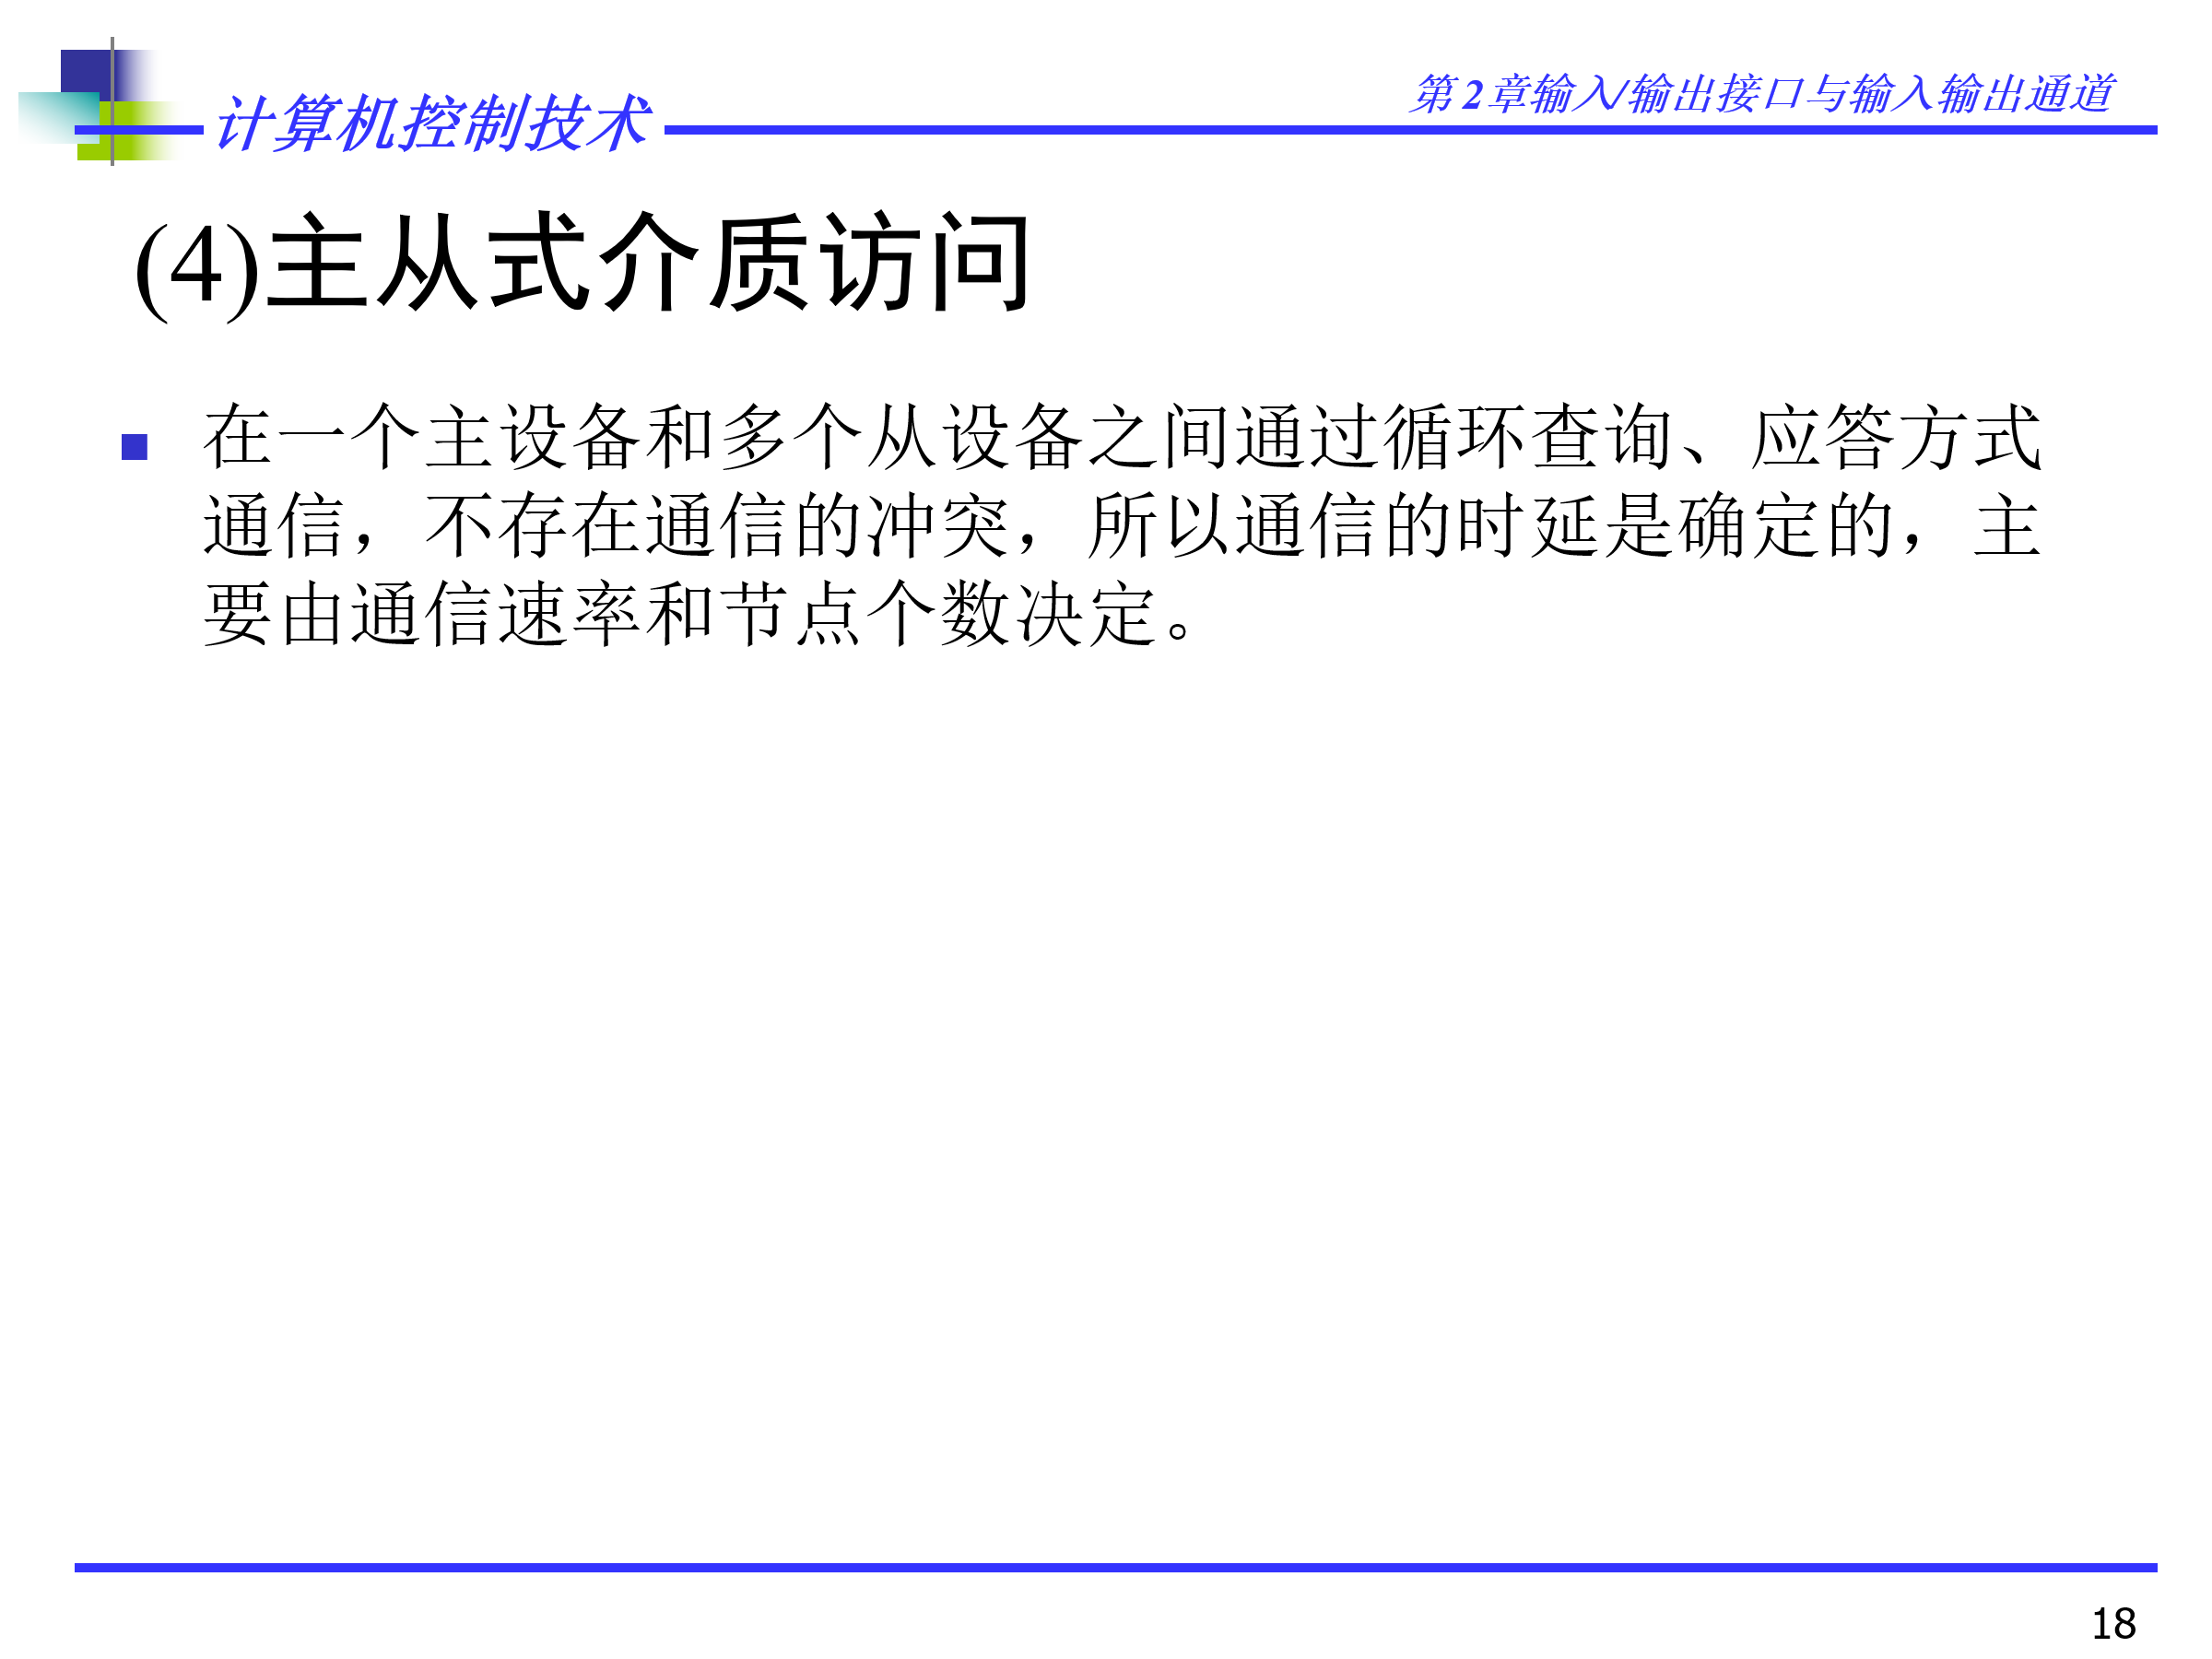 计算机控制技术
第2章输入/输出接口与输入输出通道
(4)主从式介质访问
在一个主设备和多个从设备之间通过循环查询、应答方式
通信，不存在通信的冲突，所以通信的时延是确定的，主
要由通信速率和节点个数决定。
18